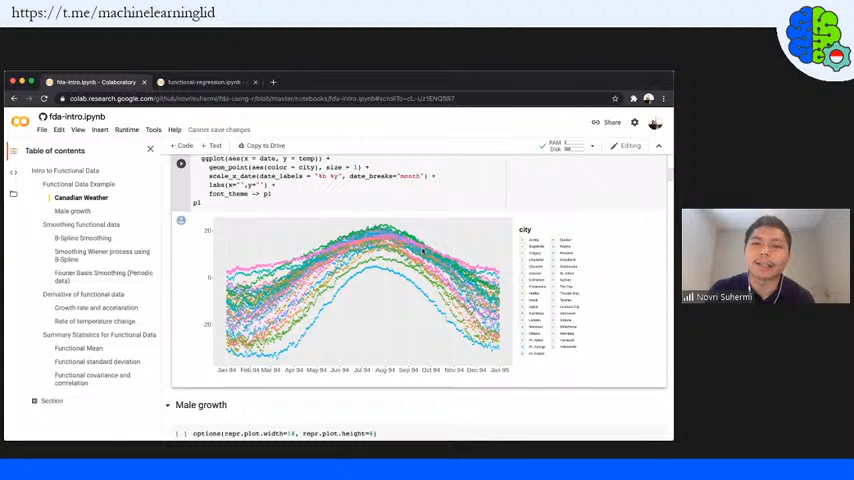 https://t.me/machinelearninglid
fda-intro.ipynb - Colaboratory
functional-regression.ipynb -
fda-intro.ipynb
File Edit View Insert Runtime Tools Help Cannot save changes
Share
+ Code + Text Copy to Drive
RAM
Disk
Editing
Table of contents
Intro to Functional Data
Functional Data Example
Canadian Weather
Male growth
Smoothing functional data
B-Spline Smoothing
Smoothing Wiener process using
B-Spline
Fourier Basis Smoothing (Periodic
data)
Derivative of functional data
Growth rate and accelaration
Rate of temperature change
Summary Statistics for Functional Data
Functional Mean
Functional standard deviation
Functional covariance and
correlation
Section
ggplot(aes(x = date, y = temp)) +
geom_point(aes(color = city), size = 1) +
scale_x_date(date_labels = "%b %y", date_breaks="month") +
labs(x="",y="") +
font_theme -> p1
p1
20
0
-20
Jan 94 Feb 94 Mar 94 Apr 94 May 94 Jun 94 Jul 94 Aug 94 Sep 94 Oct 94 Nov 94 Dec 94 Jan 95
city
Male growth
[ ] options(repr.plot.width=14, repr.plot.height=6)
Novri Suhermi